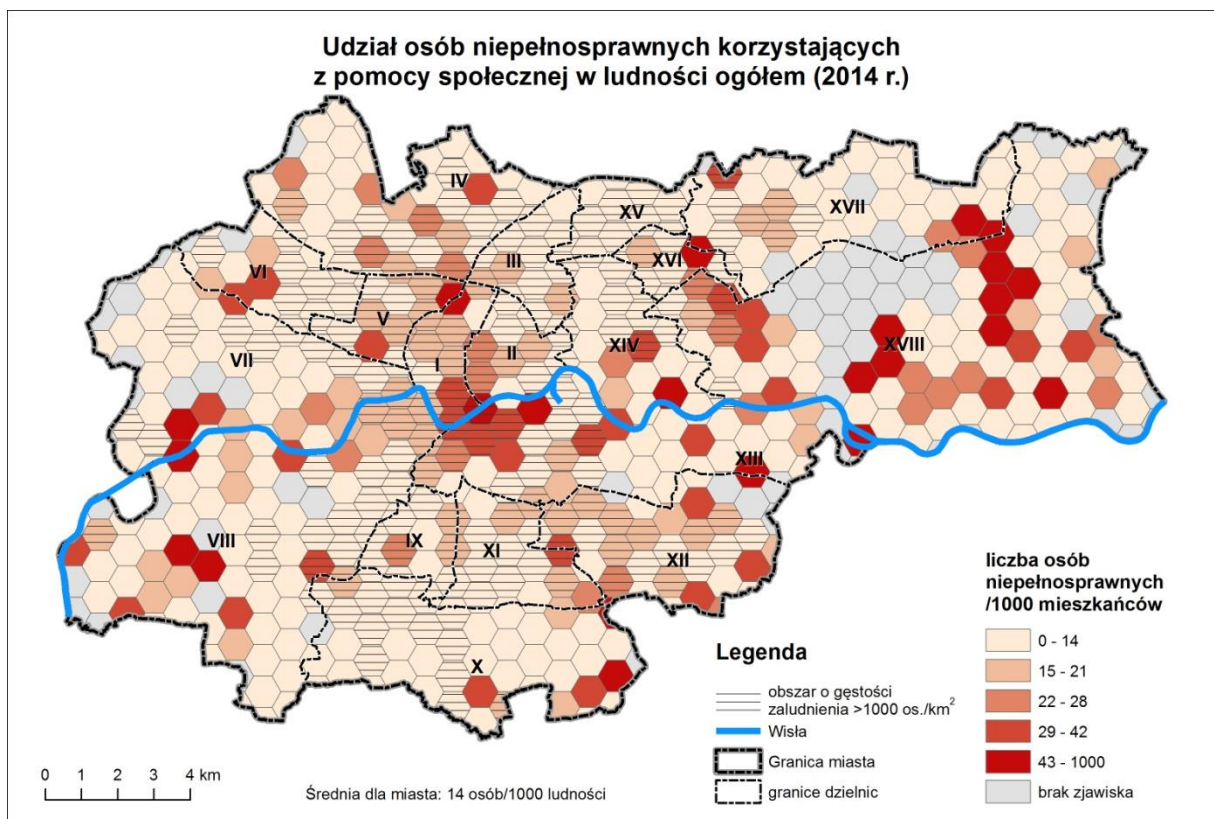 Udział osób niepełnosprawnych korzystających
z pomocy społecznej w ludności ogółem (2014 r.)
IV
XV
XVII
III
XVI
VI
V
XVIII
VII
I
II
XIV
XIII
VIII
IX
XI
XII
X
liczba osób
niepełnosprawnych
/1000 mieszkańców
0 - 14
15 - 21
22 - 28
29 - 42
43 - 1000
brak zjawiska
Legenda
obszar o gęstości
zaludnienia >1000 os./km²
Wisła
Granica miasta
granice dzielnic
0 1 2 3 4 km
Średnia dla miasta: 14 osób/1000 ludności